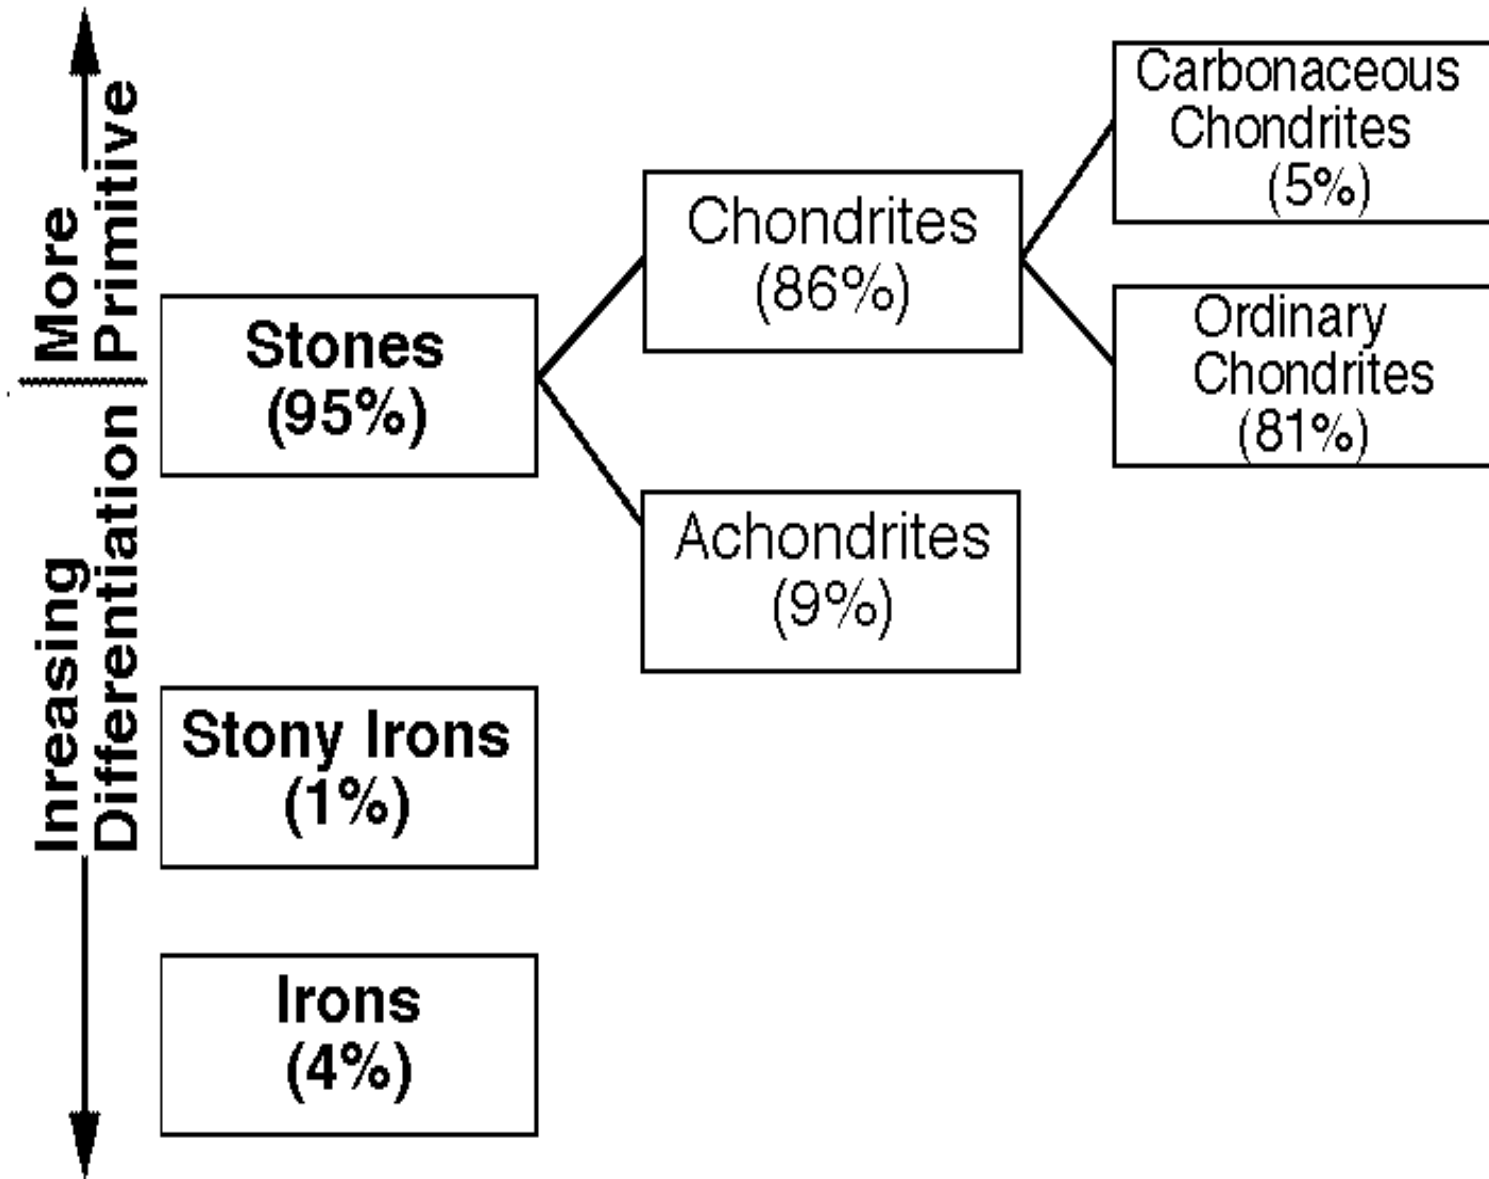 More
Primitive
Inreasing
Differentiation
Stones
(95%)
Stony Irons
(1%)
Irons
(4%)
Chondrites
(86%)
Achondrites
(9%)
Carbonaceous
Chondrites
(5%)
Ordinary
Chondrites
(81%)